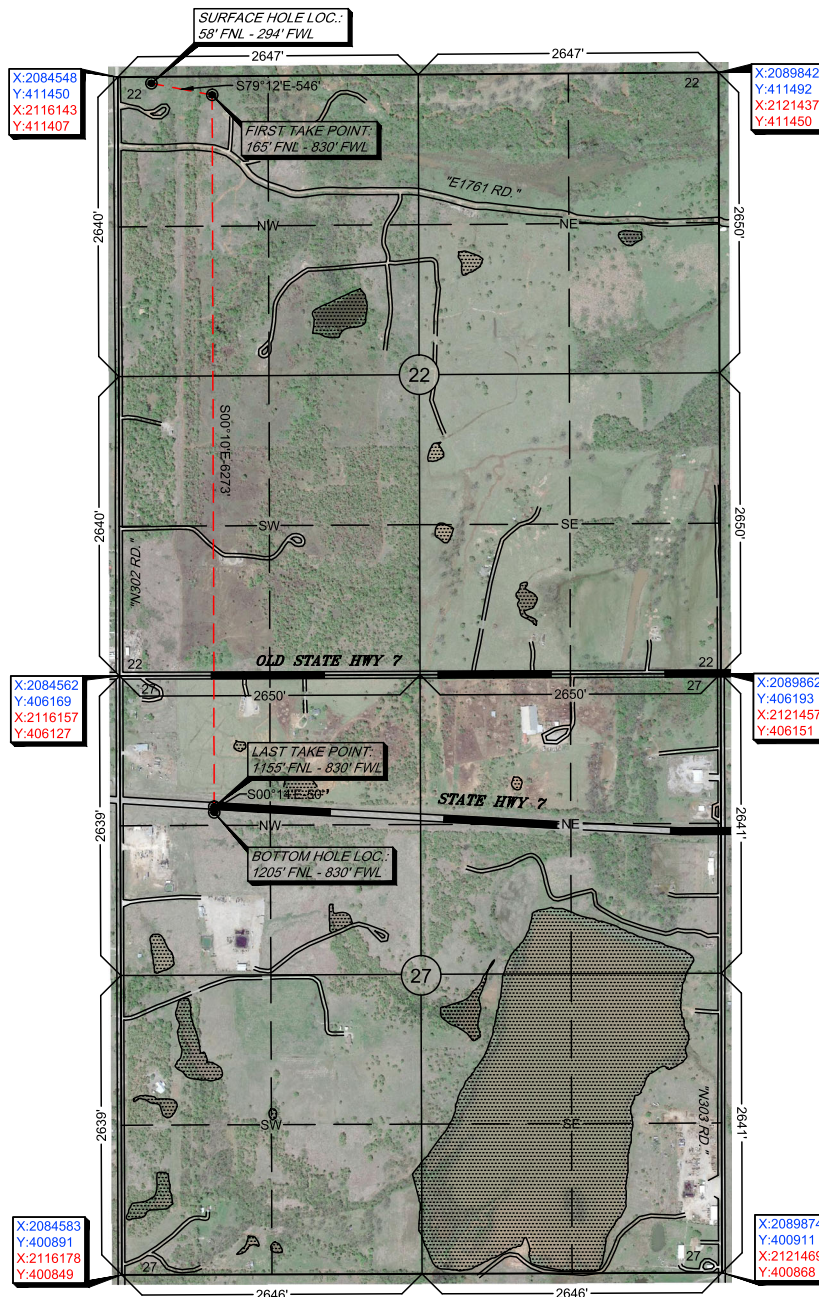 SURFACE HOLE LOC.:
58' FNL - 294' FWL
2647'
2647'
X:2084548
Y:411450
X:2116143
Y:411407
X:2089842
Y:411492
X:2121437
Y:411450
22
22
S79°12'E-546'
FIRST TAKE POINT:
165' FNL - 830' FWL
"E1761 RD."
2640'
2650'
NW
NE
22
S00°10'E-6273'
2640'
2650'
SW
SE
"N302 RD."
OLD STATE HWY 7
22
22
27
27
2650'
2650'
X:2084562
Y:406169
X:2116157
Y:406127
X:2089862
Y:406193
X:2121457
Y:406151
LAST TAKE POINT:
1155' FNL - 830' FWL
S00°14'E-50'
STATE HWY 7
2639'
2641'
NW
NE
BOTTOM HOLE LOC.:
1205' FNL - 830' FWL
27
2639'
2641'
SW
SE
"N303 RD."
X:2084583
Y:400891
X:2116178
Y:400849
X:2089874
Y:400911
X:2121469
Y:400868
27
27
2646'
2646'